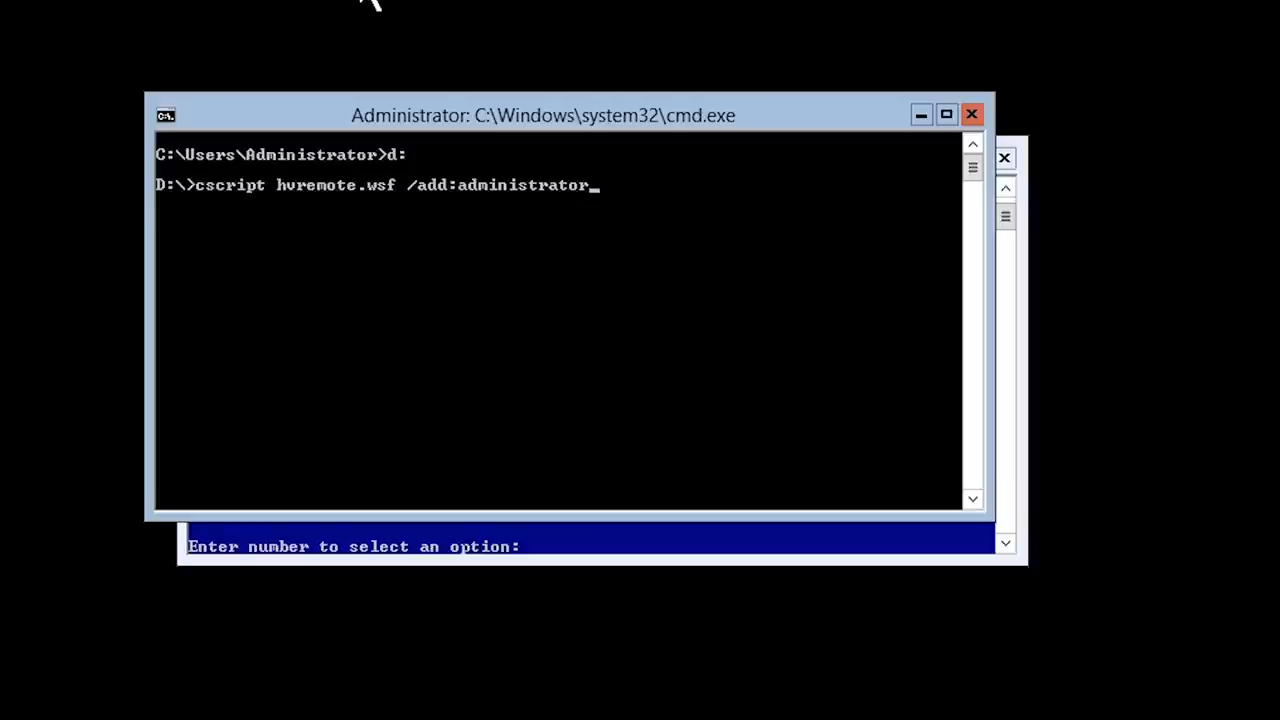 Administrator: C:\Windows\system32\cmd.exe
C:\Users\Administrator>d:
D:\>cscript hvremote.wsf /add:administrator_
Enter number to select an option: